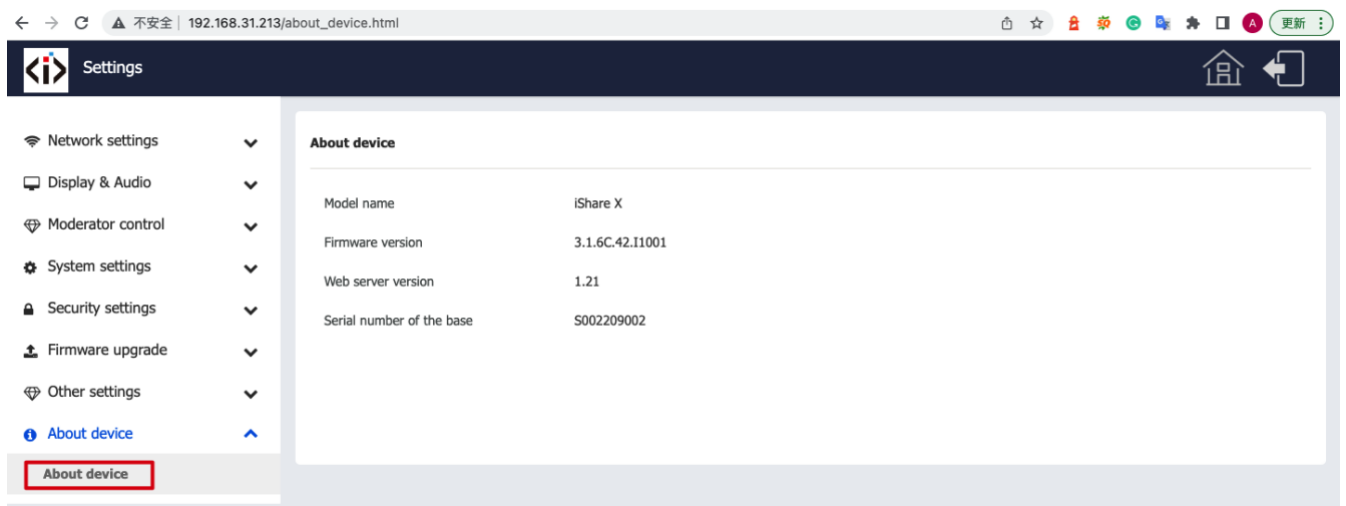 不安全 192.168.31.213/about_device.html A 更新
<i> Settings
Network settings
Display & Audio
Moderator control
System settings
Security settings
Firmware upgrade
Other settings
About device
About device
About device
Model name iShare X
Firmware version 3.1.6C.42.I1001
Web server version 1.21
Serial number of the base S002209002